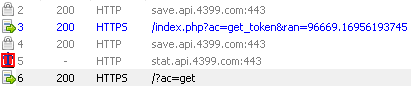 2 200 HTTP save.api.4399.com:443
3 200 HTTPS /index.php?ac=get_token&ran=96669.16956193745
4 200 HTTP save.api.4399.com:443
5 - HTTP stat.api.4399.com:443
6 200 HTTPS /?ac=get